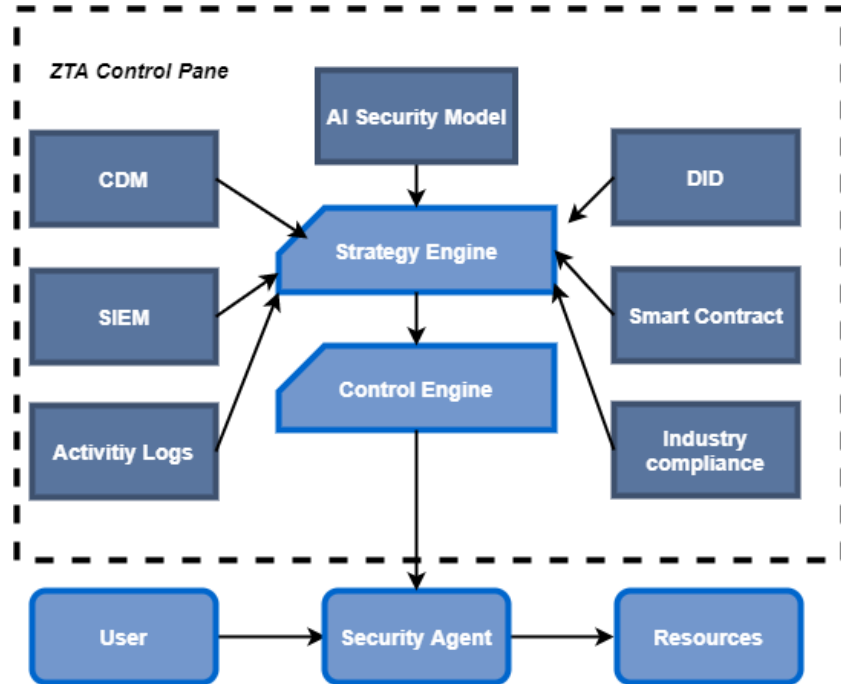 ZTA Control Pane
AI Security Model
CDM
DID
Strategy Engine
SIEM
Smart Contract
Control Engine
Activitiy Logs
Industry
compliance
User
Security Agent
Resources